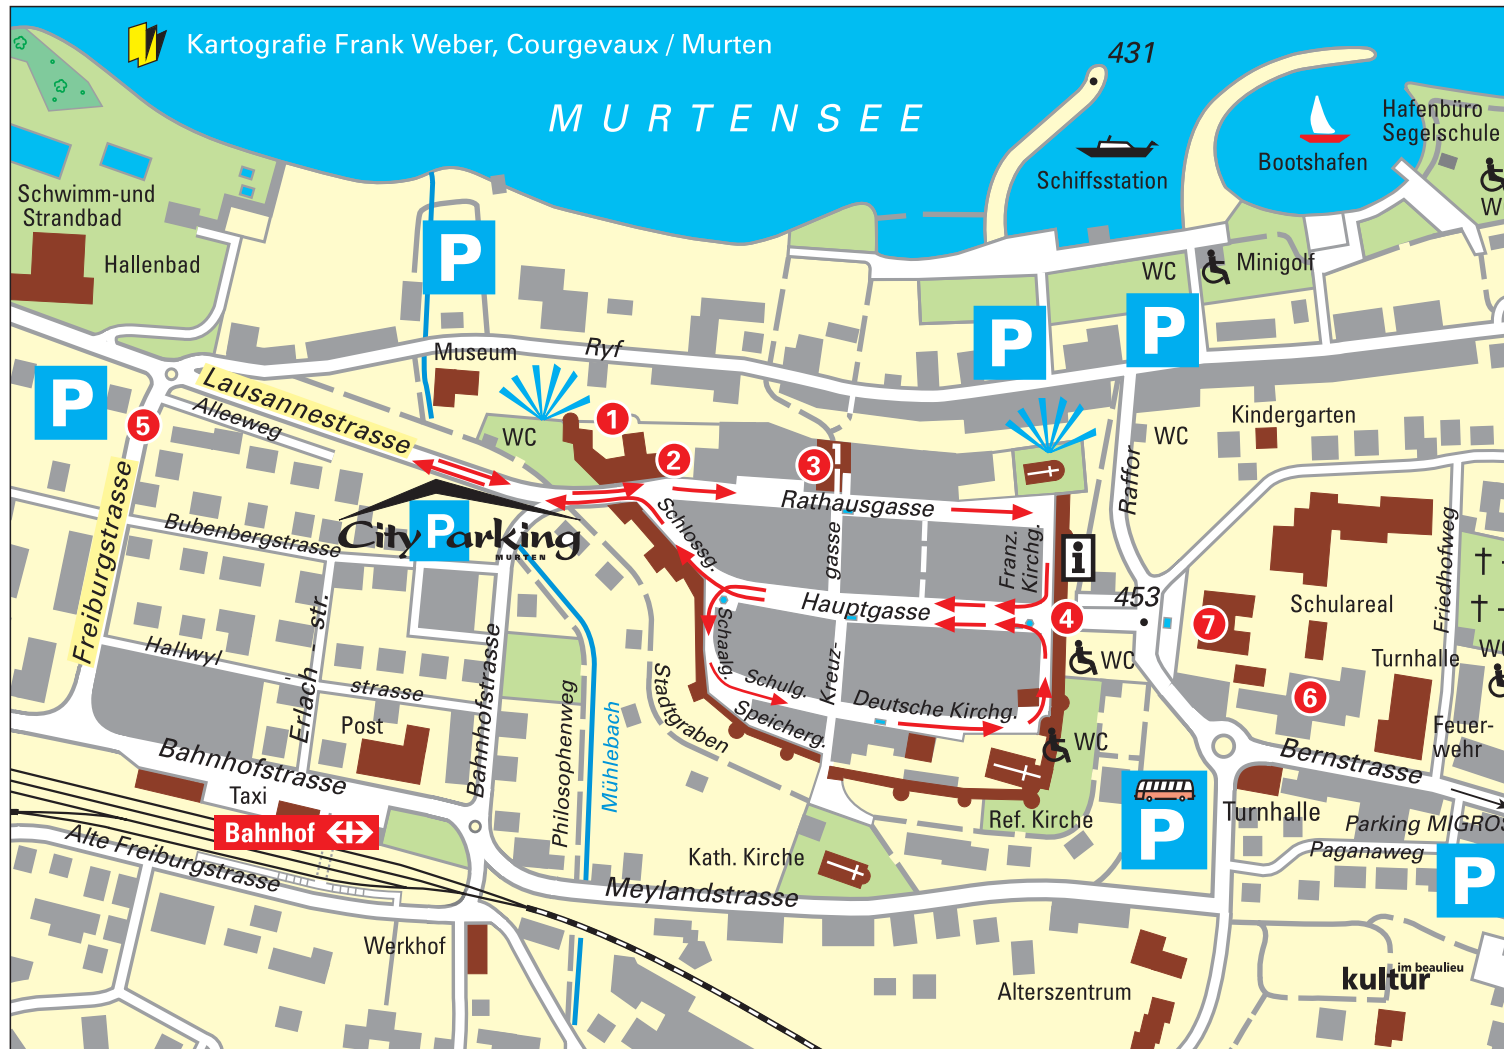 Kartografie Frank Weber, Courgevaux / Murten
431
MURTENSEE
Hafenbüro
Segelschule
Bootshafen
Schiffsstation
Schwimm-und
Strandbad
Hallenbad
P
WC
Minigolf
P
P
Ryf
Museum
P
Lausannestrasse
Alleeweg
5
1
WC
2
3
Kindergarten
WC
Raffor
Freiburgstrasse
Rathausgasse
Bubenbergstrasse
City Parking
P
MURTEN
Schlossg.
Kreuz-
gasse
Franz.
Kirchg.
i
Friedhofweg
453
Hauptgasse
4
7
Schulareal
Hallwyl
strasse
Erlach - str.
Bahnhofstrasse
Schaalg.
Schulg.
Speicherg.
Deutsche Kirchg.
WC
Turnhalle
WC
6
Stadtgraben
Philosophenweg
Mühlebach
Post
Feuer-
wehr
WC
Bahnhofstrasse
Taxi
Bernstrasse
Bahnhof
P
Turnhalle
Parking MIGROS
Paganaweg
Ref. Kirche
Kath. Kirche
Alte Freiburgstrasse
Meylandstrasse
P
Werkhof
Alterszentrum
kultur
im beaulieu